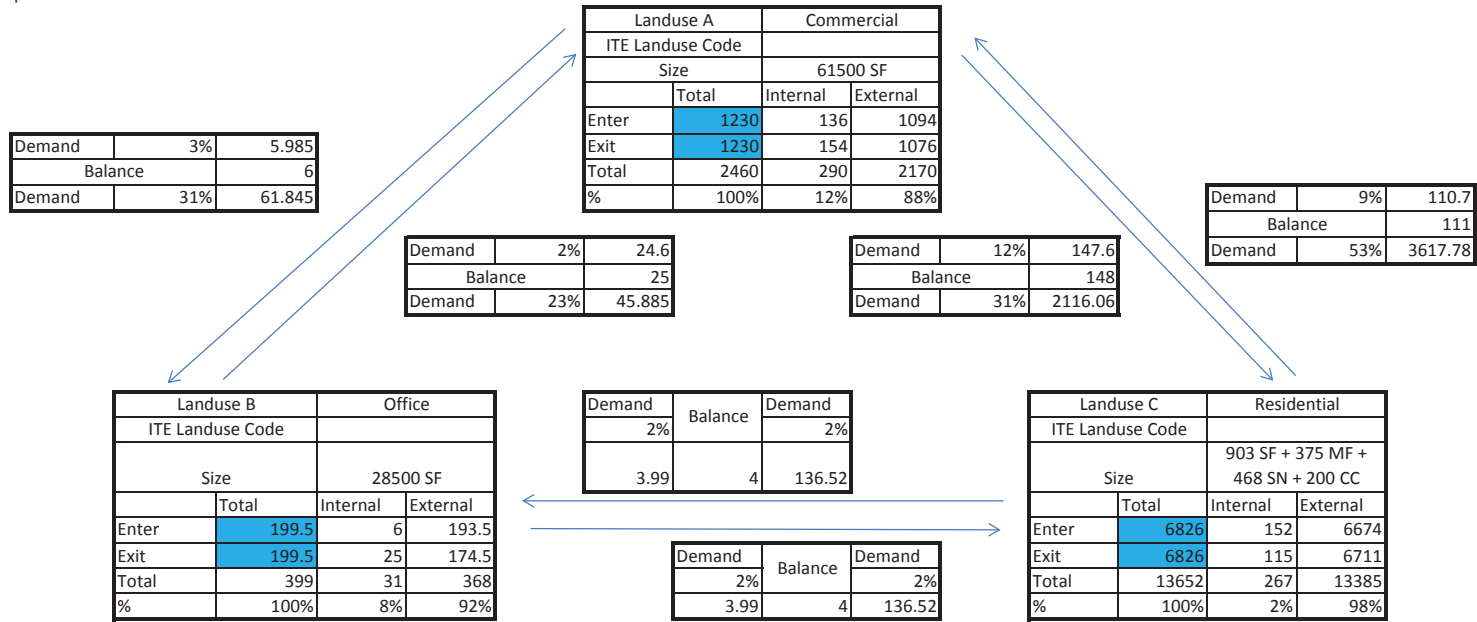 Landuse A Commercial
ITE Landuse Code
Size 61500 SF
Total Internal External
Enter 1230 136 1094
Exit 1230 154 1076
Total 2460 290 2170
% 100% 12% 88%
Demand 3% 5.985
Balance 6
Demand 31% 61.845
Demand 9% 110.7
Balance 111
Demand 53% 3617.78
Demand 2% 24.6
Balance 25
Demand 23% 45.885
Demand 12% 147.6
Balance 148
Demand 31% 2116.06
Landuse B Office
ITE Landuse Code
Size 28500 SF
Total Internal External
Enter 199.5 6 193.5
Exit 199.5 25 174.5
Total 399 31 368
% 100% 8% 92%
Demand Balance Demand
2% 2%
3.99 4 136.52
Demand Balance Demand
2% 2%
3.99 4 136.52
Landuse C Residential
ITE Landuse Code
903 SF + 375 MF +
Size 468 SN + 200 CC
Total Internal External
Enter 6826 152 6674
Exit 6826 115 6711
Total 13652 267 13385
% 100% 2% 98%